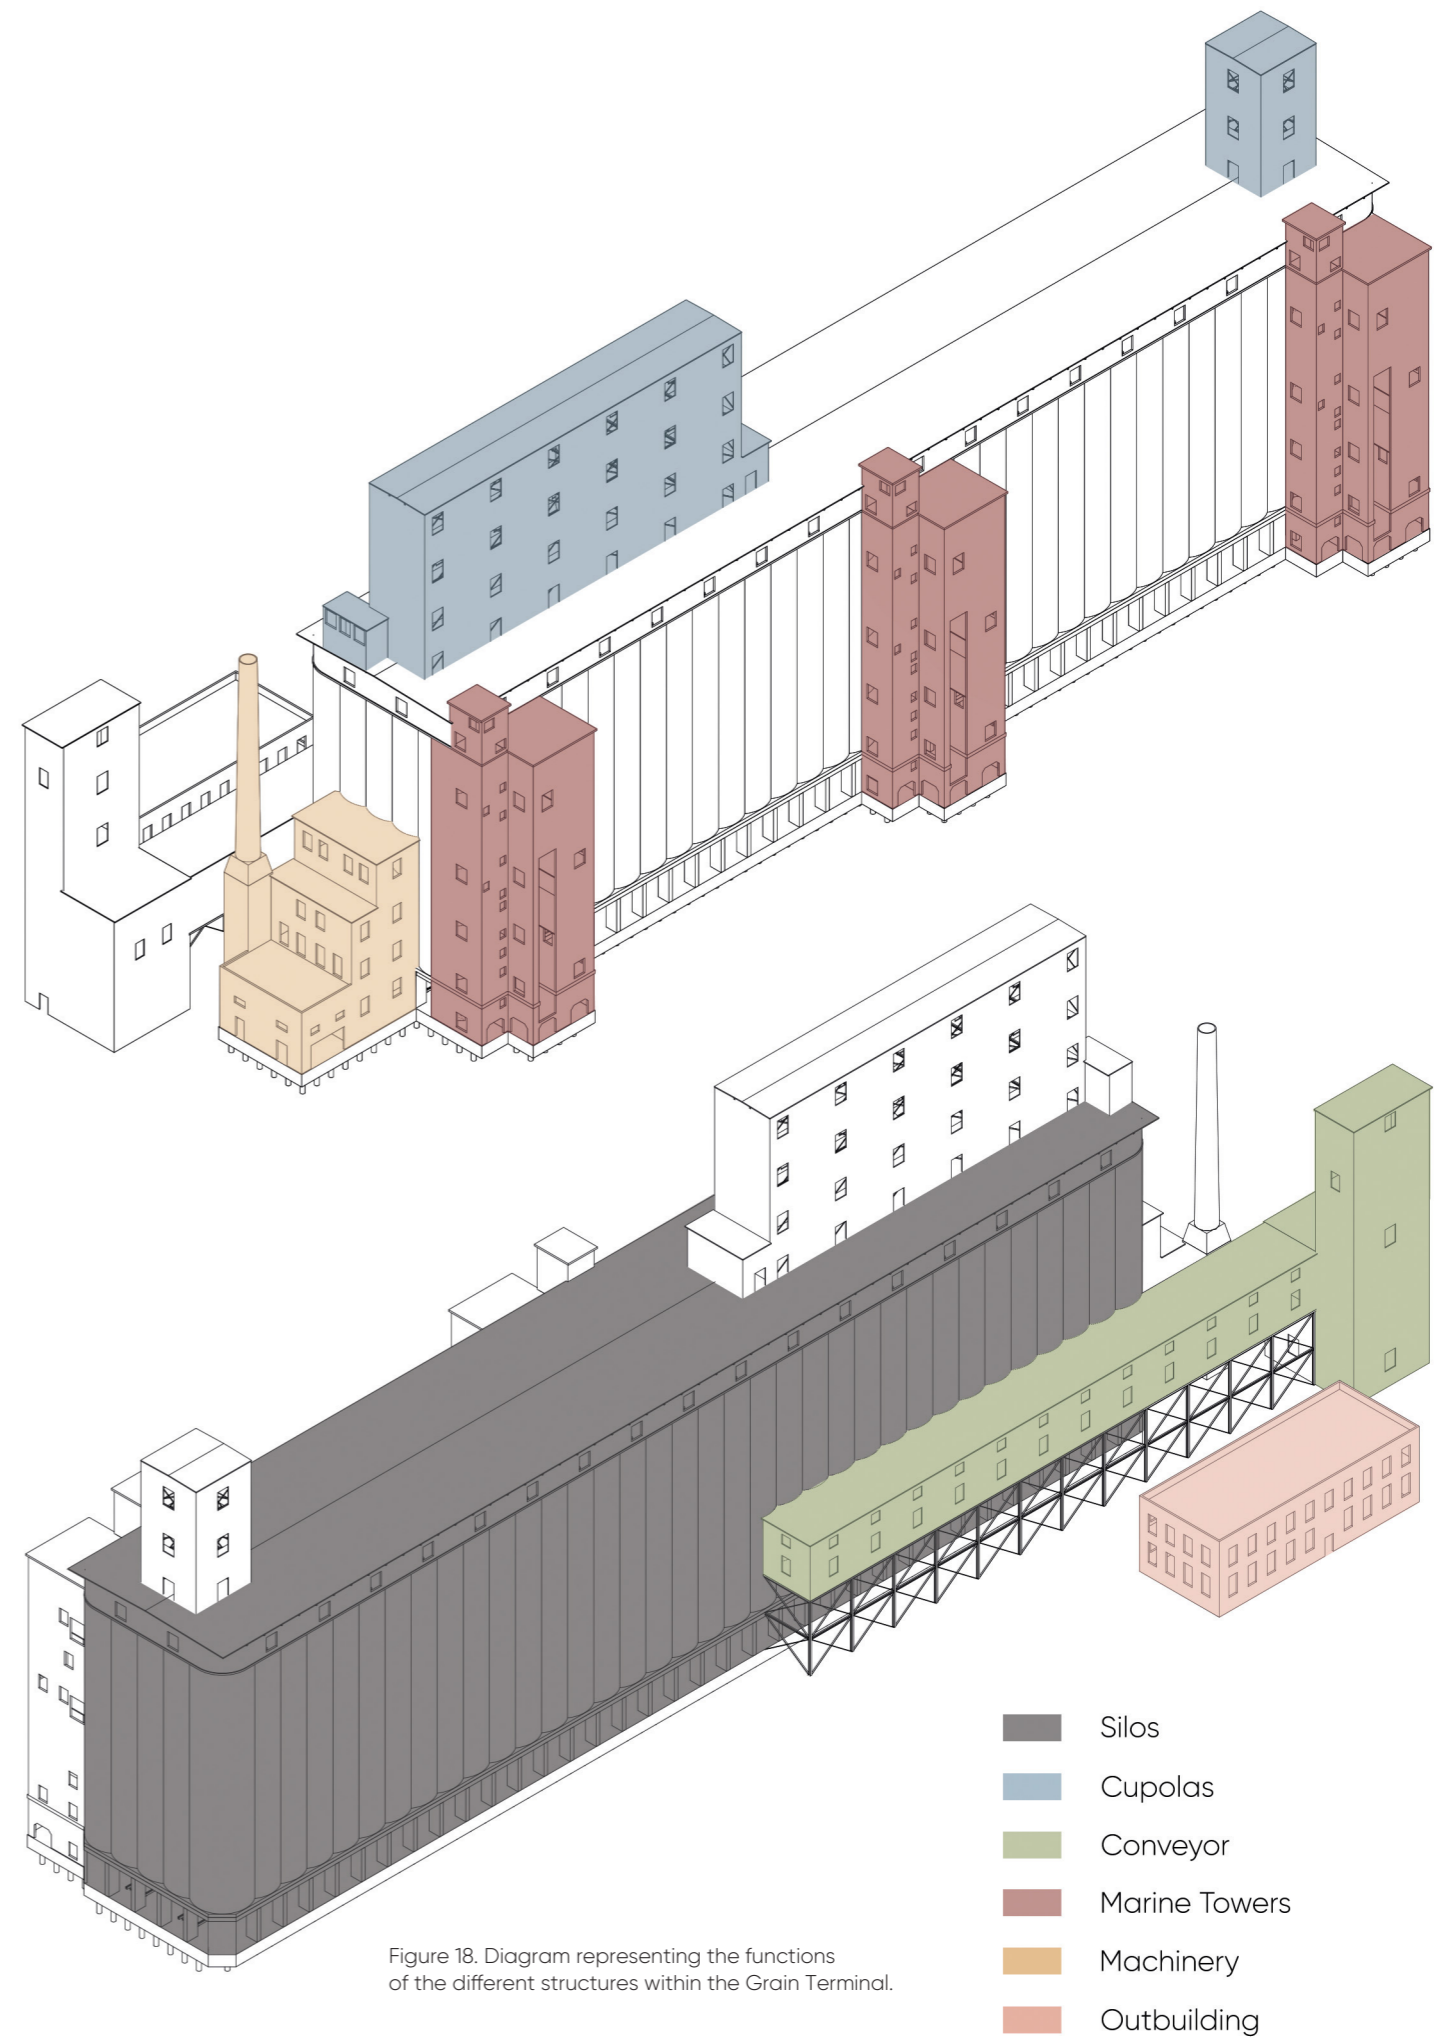 Silos
Cupolas
Conveyor
Marine Towers
Machinery
Outbuilding
Figure 18. Diagram representing the functions
of the different structures within the Grain Terminal.